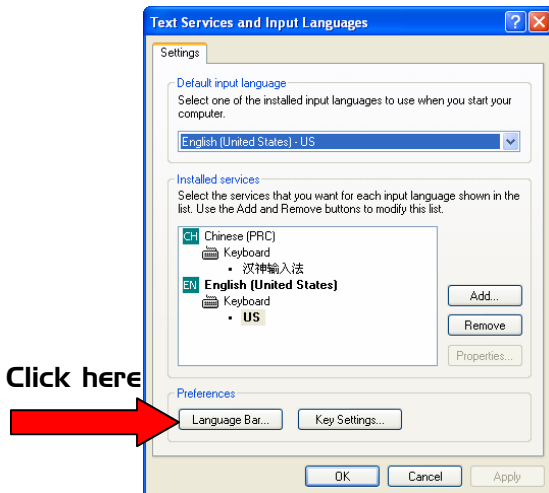 Text Services and Input Languages
Settings
Default input language
Select one of the installed input languages to use when you start your
computer.
English (United States) - US
Installed services
Select the services that you want for each input language shown in the
list. Use the Add and Remove buttons to modify this list.
CH Chinese (PRC)
Keyboard
• 汉神输入法
EN English (United States)
Keyboard
• US
Add...
Remove
Properties...
Click here
Preferences
Language Bar...
Key Settings...
OK
Cancel
Apply